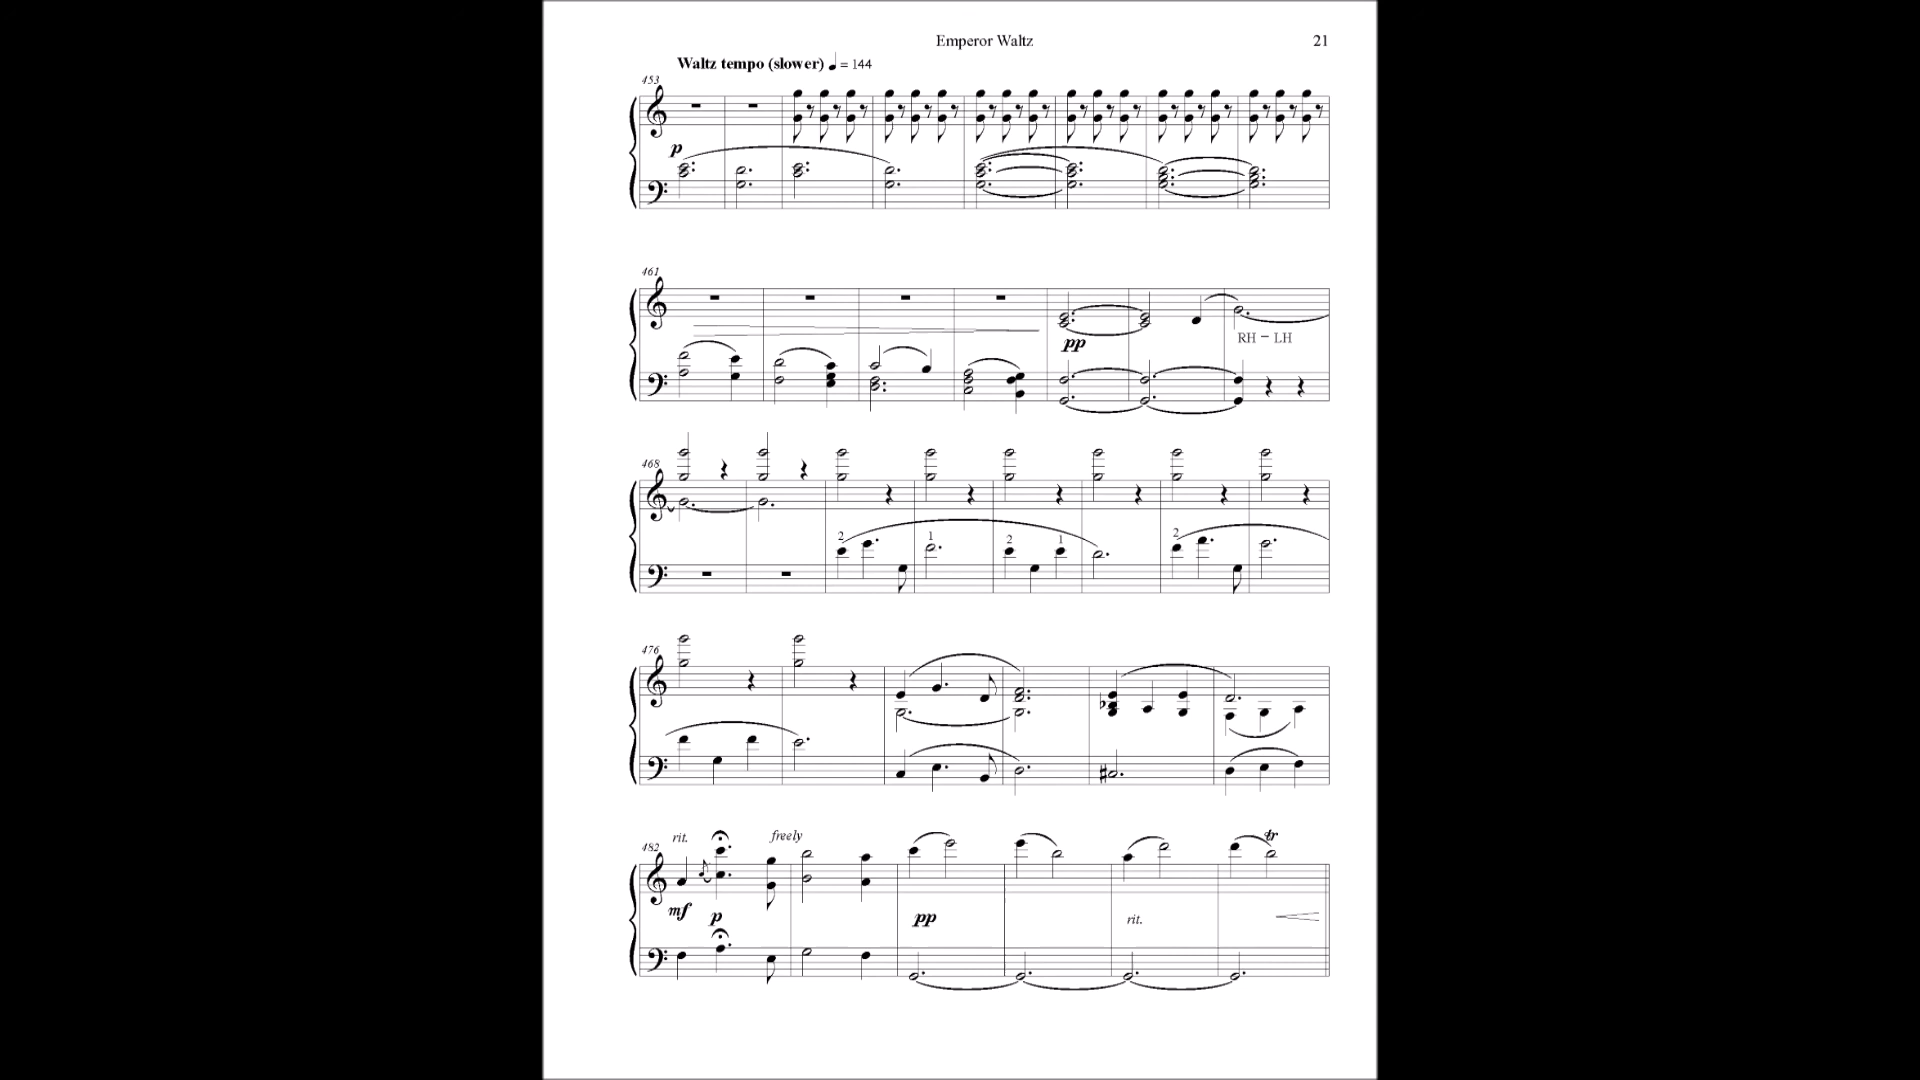 Emperor Waltz 21
Waltz tempo (slower) ♩ = 144
453
p
461
pp
RH – LH
468
2 1 2 1 2
476
rit. freely
482
tr
mf p pp rit.